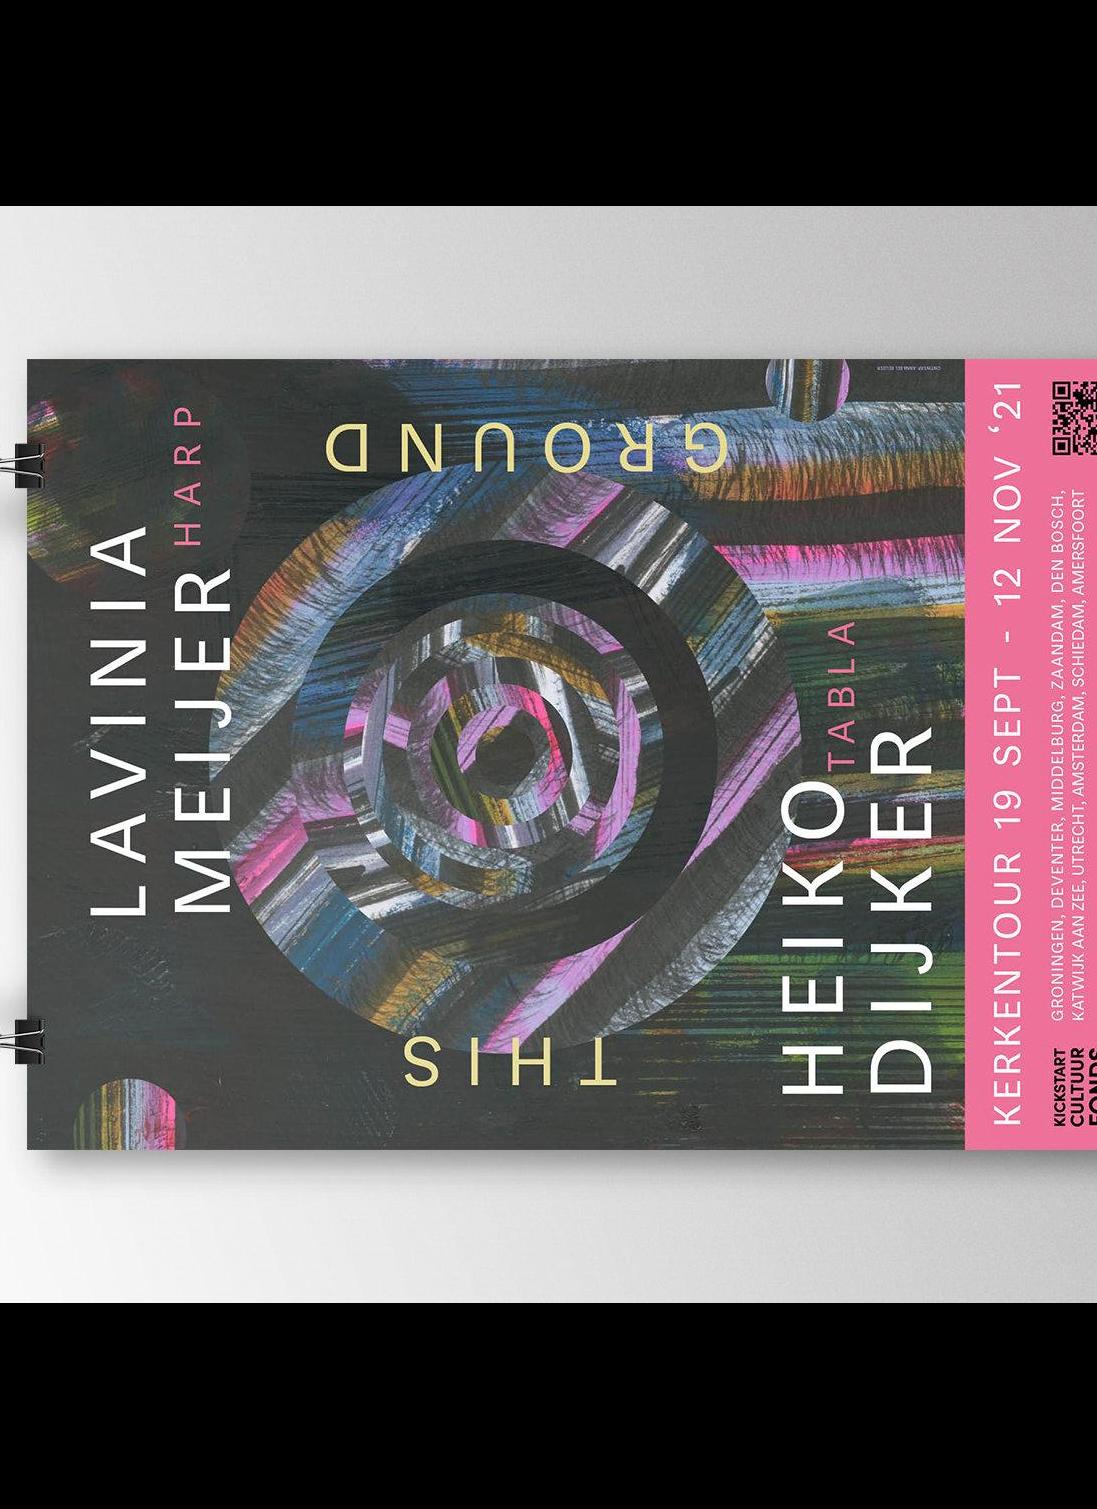 LAVINIA
MEIJER HARP
THIS
GROUND
HEIKO TABLA
DIJKER
KERKENTOUR 19 SEPT - 12 NOV ‘21
GRONINGEN, DEVENTER, MIDDELBURG, ZAANDAM, DEN BOSCH,
KATWIJK AAN ZEE, UTRECHT, AMSTERDAM, SCHIEDAM, AMERSFOORT
KICKSTART
CULTUUR
FONDS